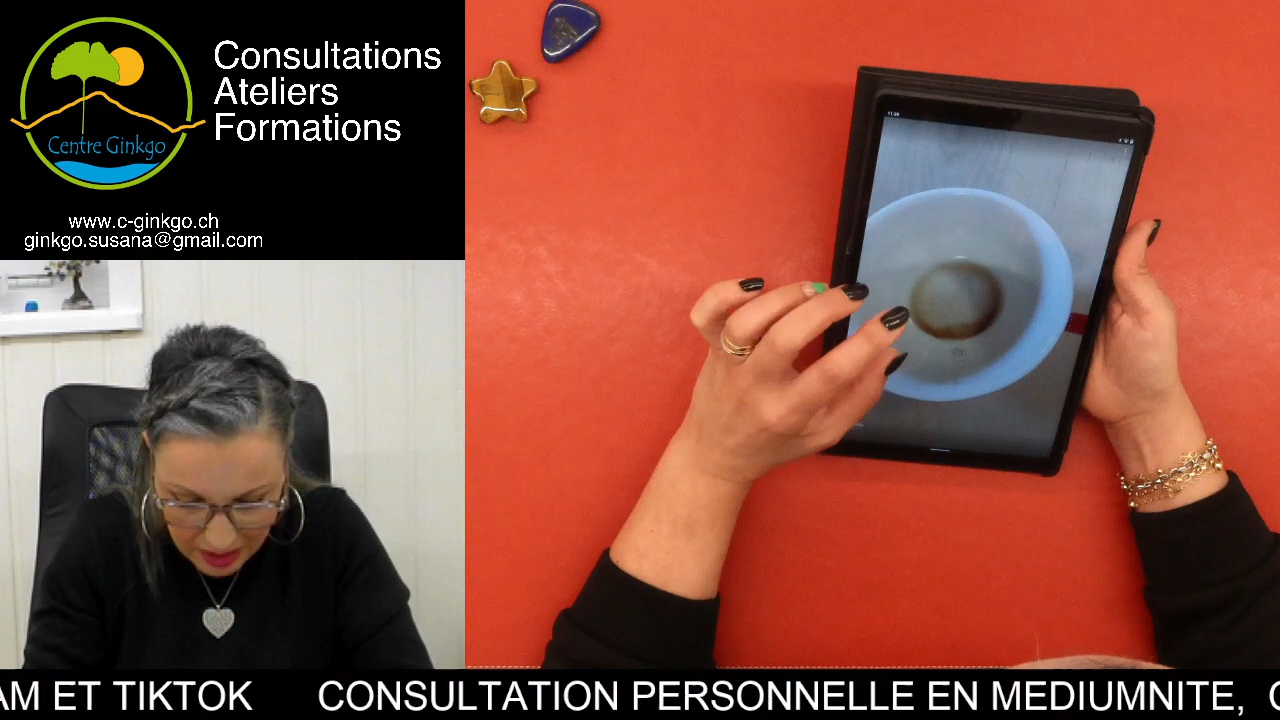 Consultations
Ateliers
Formations
Centre Ginkgo
www.c-ginkgo.ch
ginkgo.susana@gmail.com
AM ET TIKTOK CONSULTATION PERSONNELLE EN MEDIUMNITE,